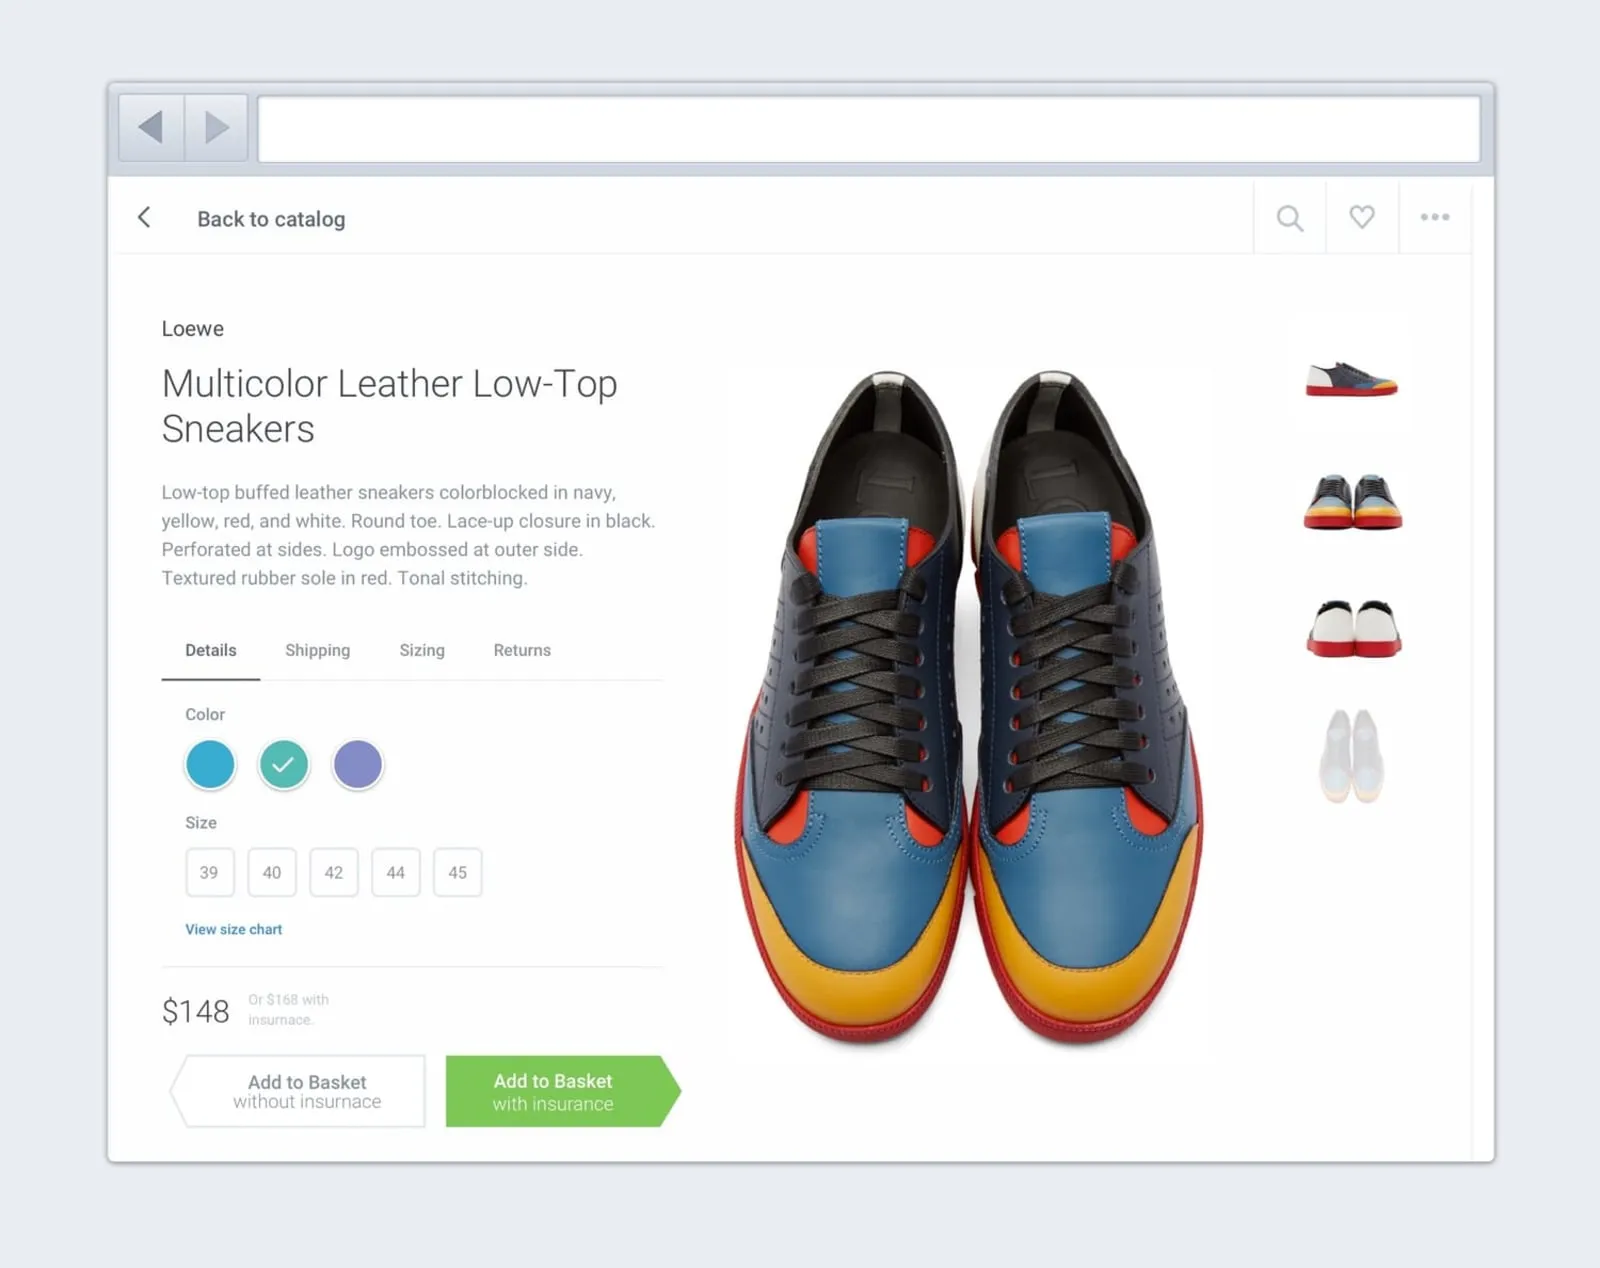 Back to catalog
Loewe
Multicolor Leather Low-Top
Sneakers
Low-top buffed leather sneakers colorblocked in navy,
yellow, red, and white. Round toe. Lace-up closure in black.
Perforated at sides. Logo embossed at outer side.
Textured rubber sole in red. Tonal stitching.
Details Shipping Sizing Returns
Color
Size
39 40 42 44 45
View size chart
$148 Or $168 with
insurnace.
Add to Basket
without insurnace
Add to Basket
with insurance